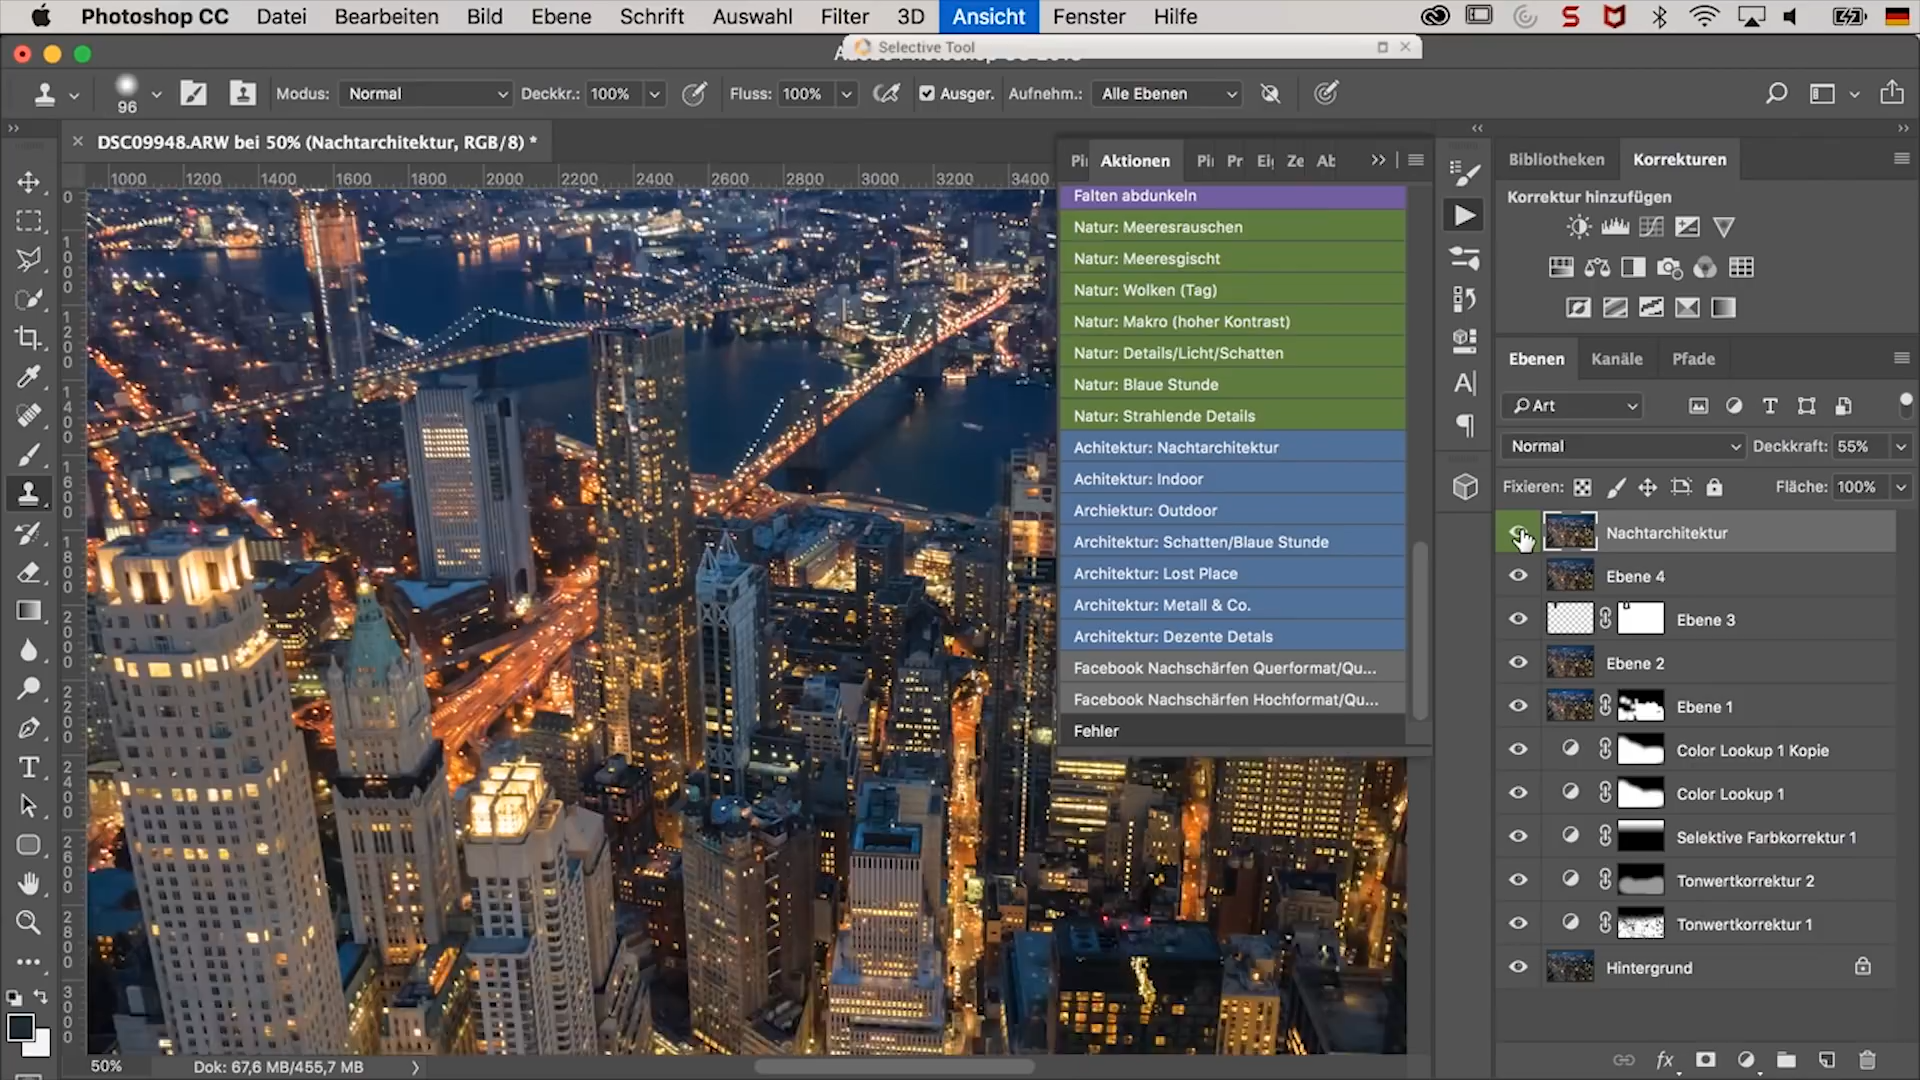 Photoshop CC Datei Bearbeiten Bild Ebene Schrift Auswahl Filter 3D Ansicht Fenster Hilfe
Selective Tool
96 Modus: Normal Deckkr.: 100% Fluss: 100% Ausger. Aufnehm.: Alle Ebenen
DSC09948.ARW bei 50% (Nachtarchitektur, RGB/8) *
1000 1200 1400 1600 1800 2000 2200 2400 2600 2800 3000 3200 3400
Aktionen Pr Ze
Falten abdunkeln
Natur: Meeresrauschen
Natur: Meeresgischt
Natur: Wolken (Tag)
Natur: Makro (hoher Kontrast)
Natur: Details/Licht/Schatten
Natur: Blaue Stunde
Natur: Strahlende Details
Achitektur: Nachtarchitektur
Achitektur: Indoor
Archiektur: Outdoor
Architektur: Schatten/Blaue Stunde
Architektur: Lost Place
Architektur: Metall & Co.
Architektur: Dezente Detals
Facebook Nachschärfen Querformat/Qu...
Facebook Nachschärfen Hochformat/Qu...
Fehler
Bibliotheken Korrekturen
Korrektur hinzufügen
Ebenen Kanäle Pfade
Art
Normal Deckkraft: 55%
Fixieren: Fläche: 100%
Nachtarchitektur
Ebene 4
Ebene 3
Ebene 2
Ebene 1
Color Lookup 1 Kopie
Color Lookup 1
Selektive Farbkorrektur 1
Tonwertkorrektur 2
Tonwertkorrektur 1
Hintergrund
50% Dok: 67,6 MB/455,7 MB